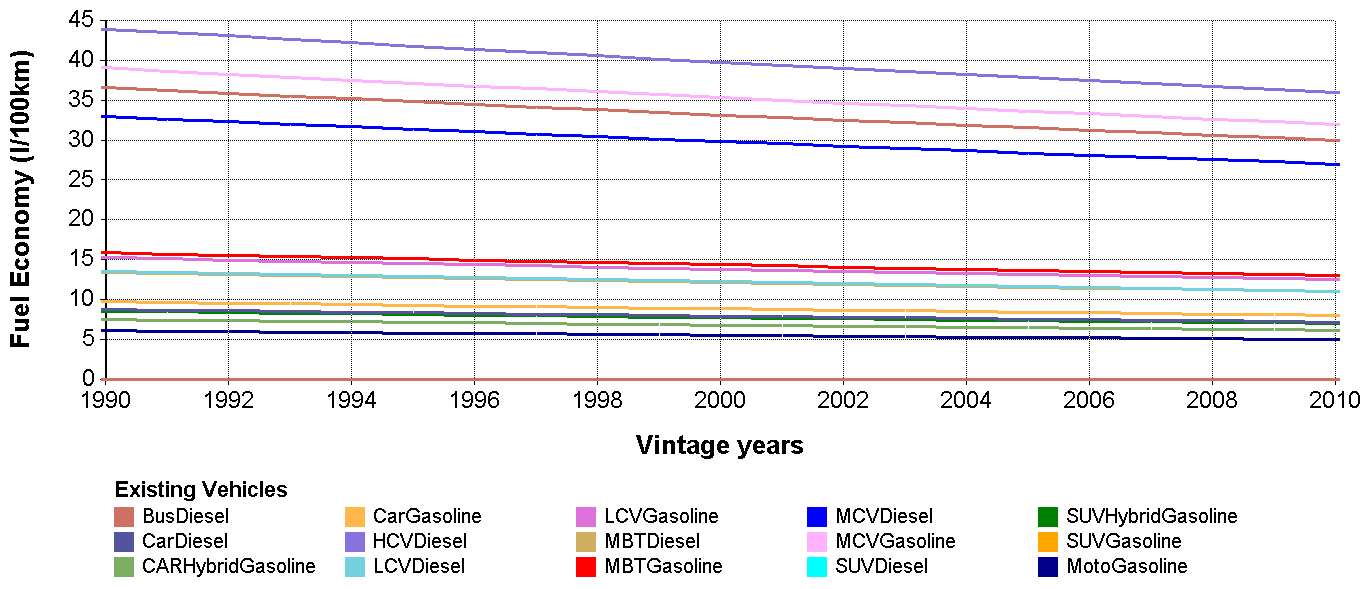 Fuel Economy (l/100km)
45
40
35
30
25
20
15
10
5
0
1990 1992 1994 1996 1998 2000 2002 2004 2006 2008 2010
Vintage years
Existing Vehicles
BusDiesel CarGasoline LCVGasoline MCVDiesel SUVHybridGasoline
CarDiesel HCVDiesel MBTDiesel MCVGasoline SUVGasoline
CARHybridGasoline LCVDiesel MBTGasoline SUVDiesel MotoGasoline